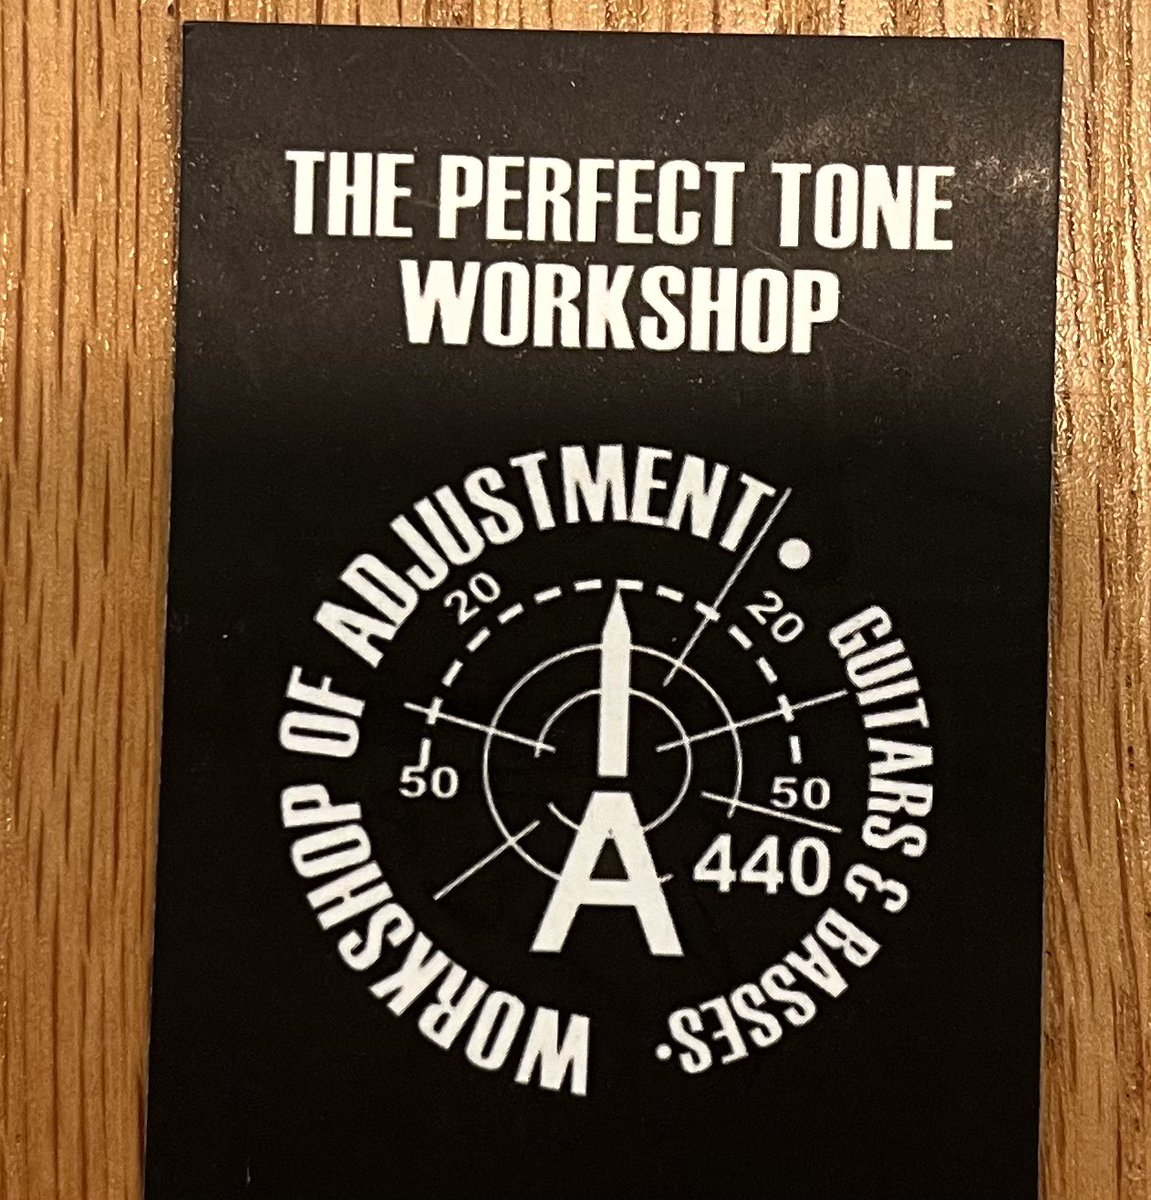 THE PERFECT TONE
WORKSHOP
WORKSHOP OF ADJUSTMENT •
GUITARS & BASSES •
20
20
50
50
A
440